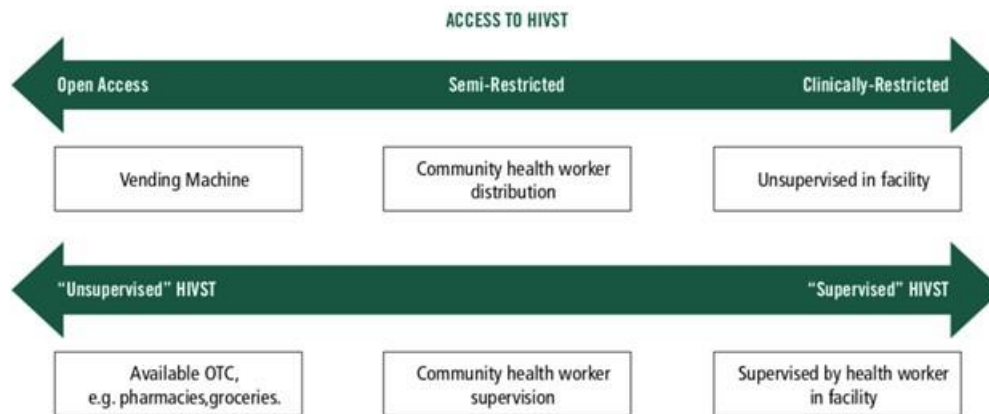 ACCESS TO HIVST
Open Access
Semi-Restricted
Clinically-Restricted
Vending Machine
Community health worker
distribution
Unsupervised in facility
“Unsupervised” HIVST
“Supervised” HIVST
Available OTC,
e.g. pharmacies,groceries.
Community health worker
supervision
Supervised by health worker
in facility